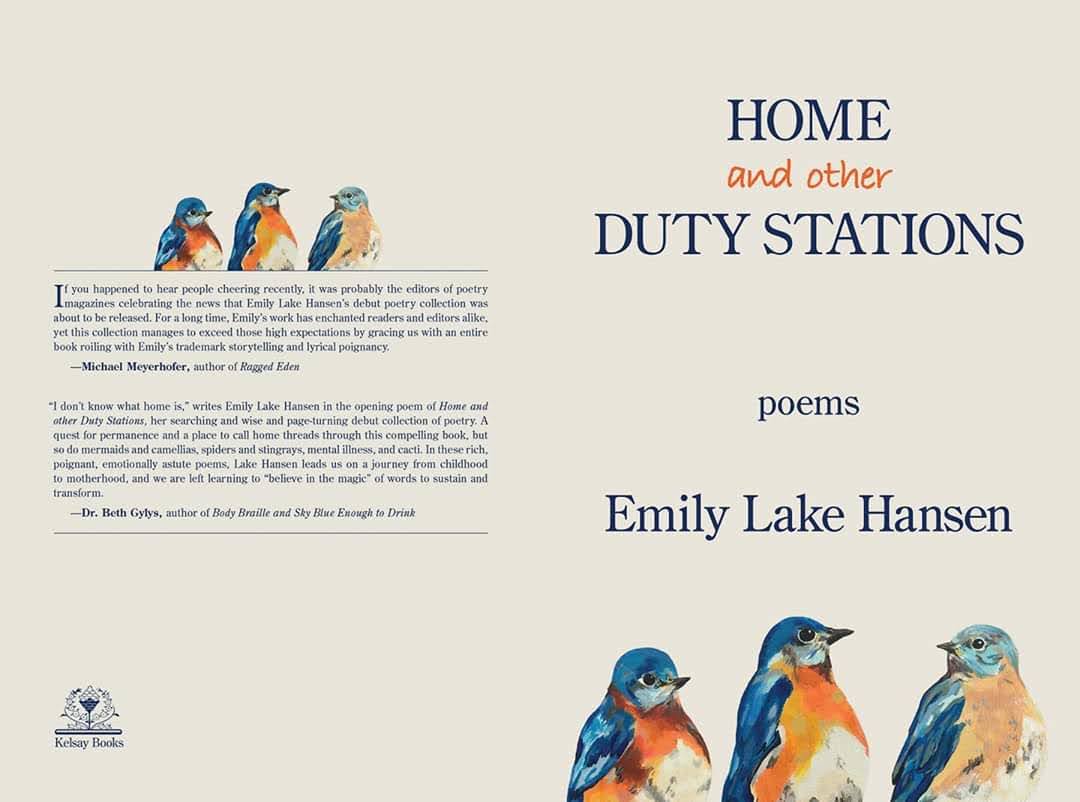 If you happened to hear people cheering recently, it was probably the editors of poetry
magazines celebrating the news that Emily Lake Hansen's debut poetry collection was
about to be released. For a long time, Emily's work has enchanted readers and editors alike,
yet this collection manages to exceed those high expectations by gracing us with an entire
book roiling with Emily's trademark storytelling and lyrical poignancy.
—Michael Meyerhofer, author of Ragged Eden
“I don't know what home is,” writes Emily Lake Hansen in the opening poem of Home and
other Duty Stations, her searching and wise and page-turning debut collection of poetry. A
quest for permanence and a place to call home threads through this compelling book, but
so do mermaids and camellias, spiders and stingrays, mental illness, and cacti. In these rich,
poignant, emotionally astute poems, Lake Hansen leads us on a journey from childhood
to motherhood, and we are left learning to “believe in the magic” of words to sustain and
transform.
—Dr. Beth Gylys, author of Body Braille and Sky Blue Enough to Drink
Kelsay Books
HOME
and other
DUTY STATIONS
poems
Emily Lake Hansen